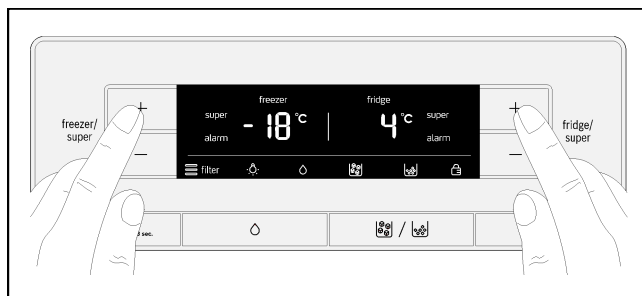 freezer
fridge
super
- 18 °C
4 °C
super
alarm
alarm
freezer/
super
+
−
+
−
fridge/
super
filter
sec.
/